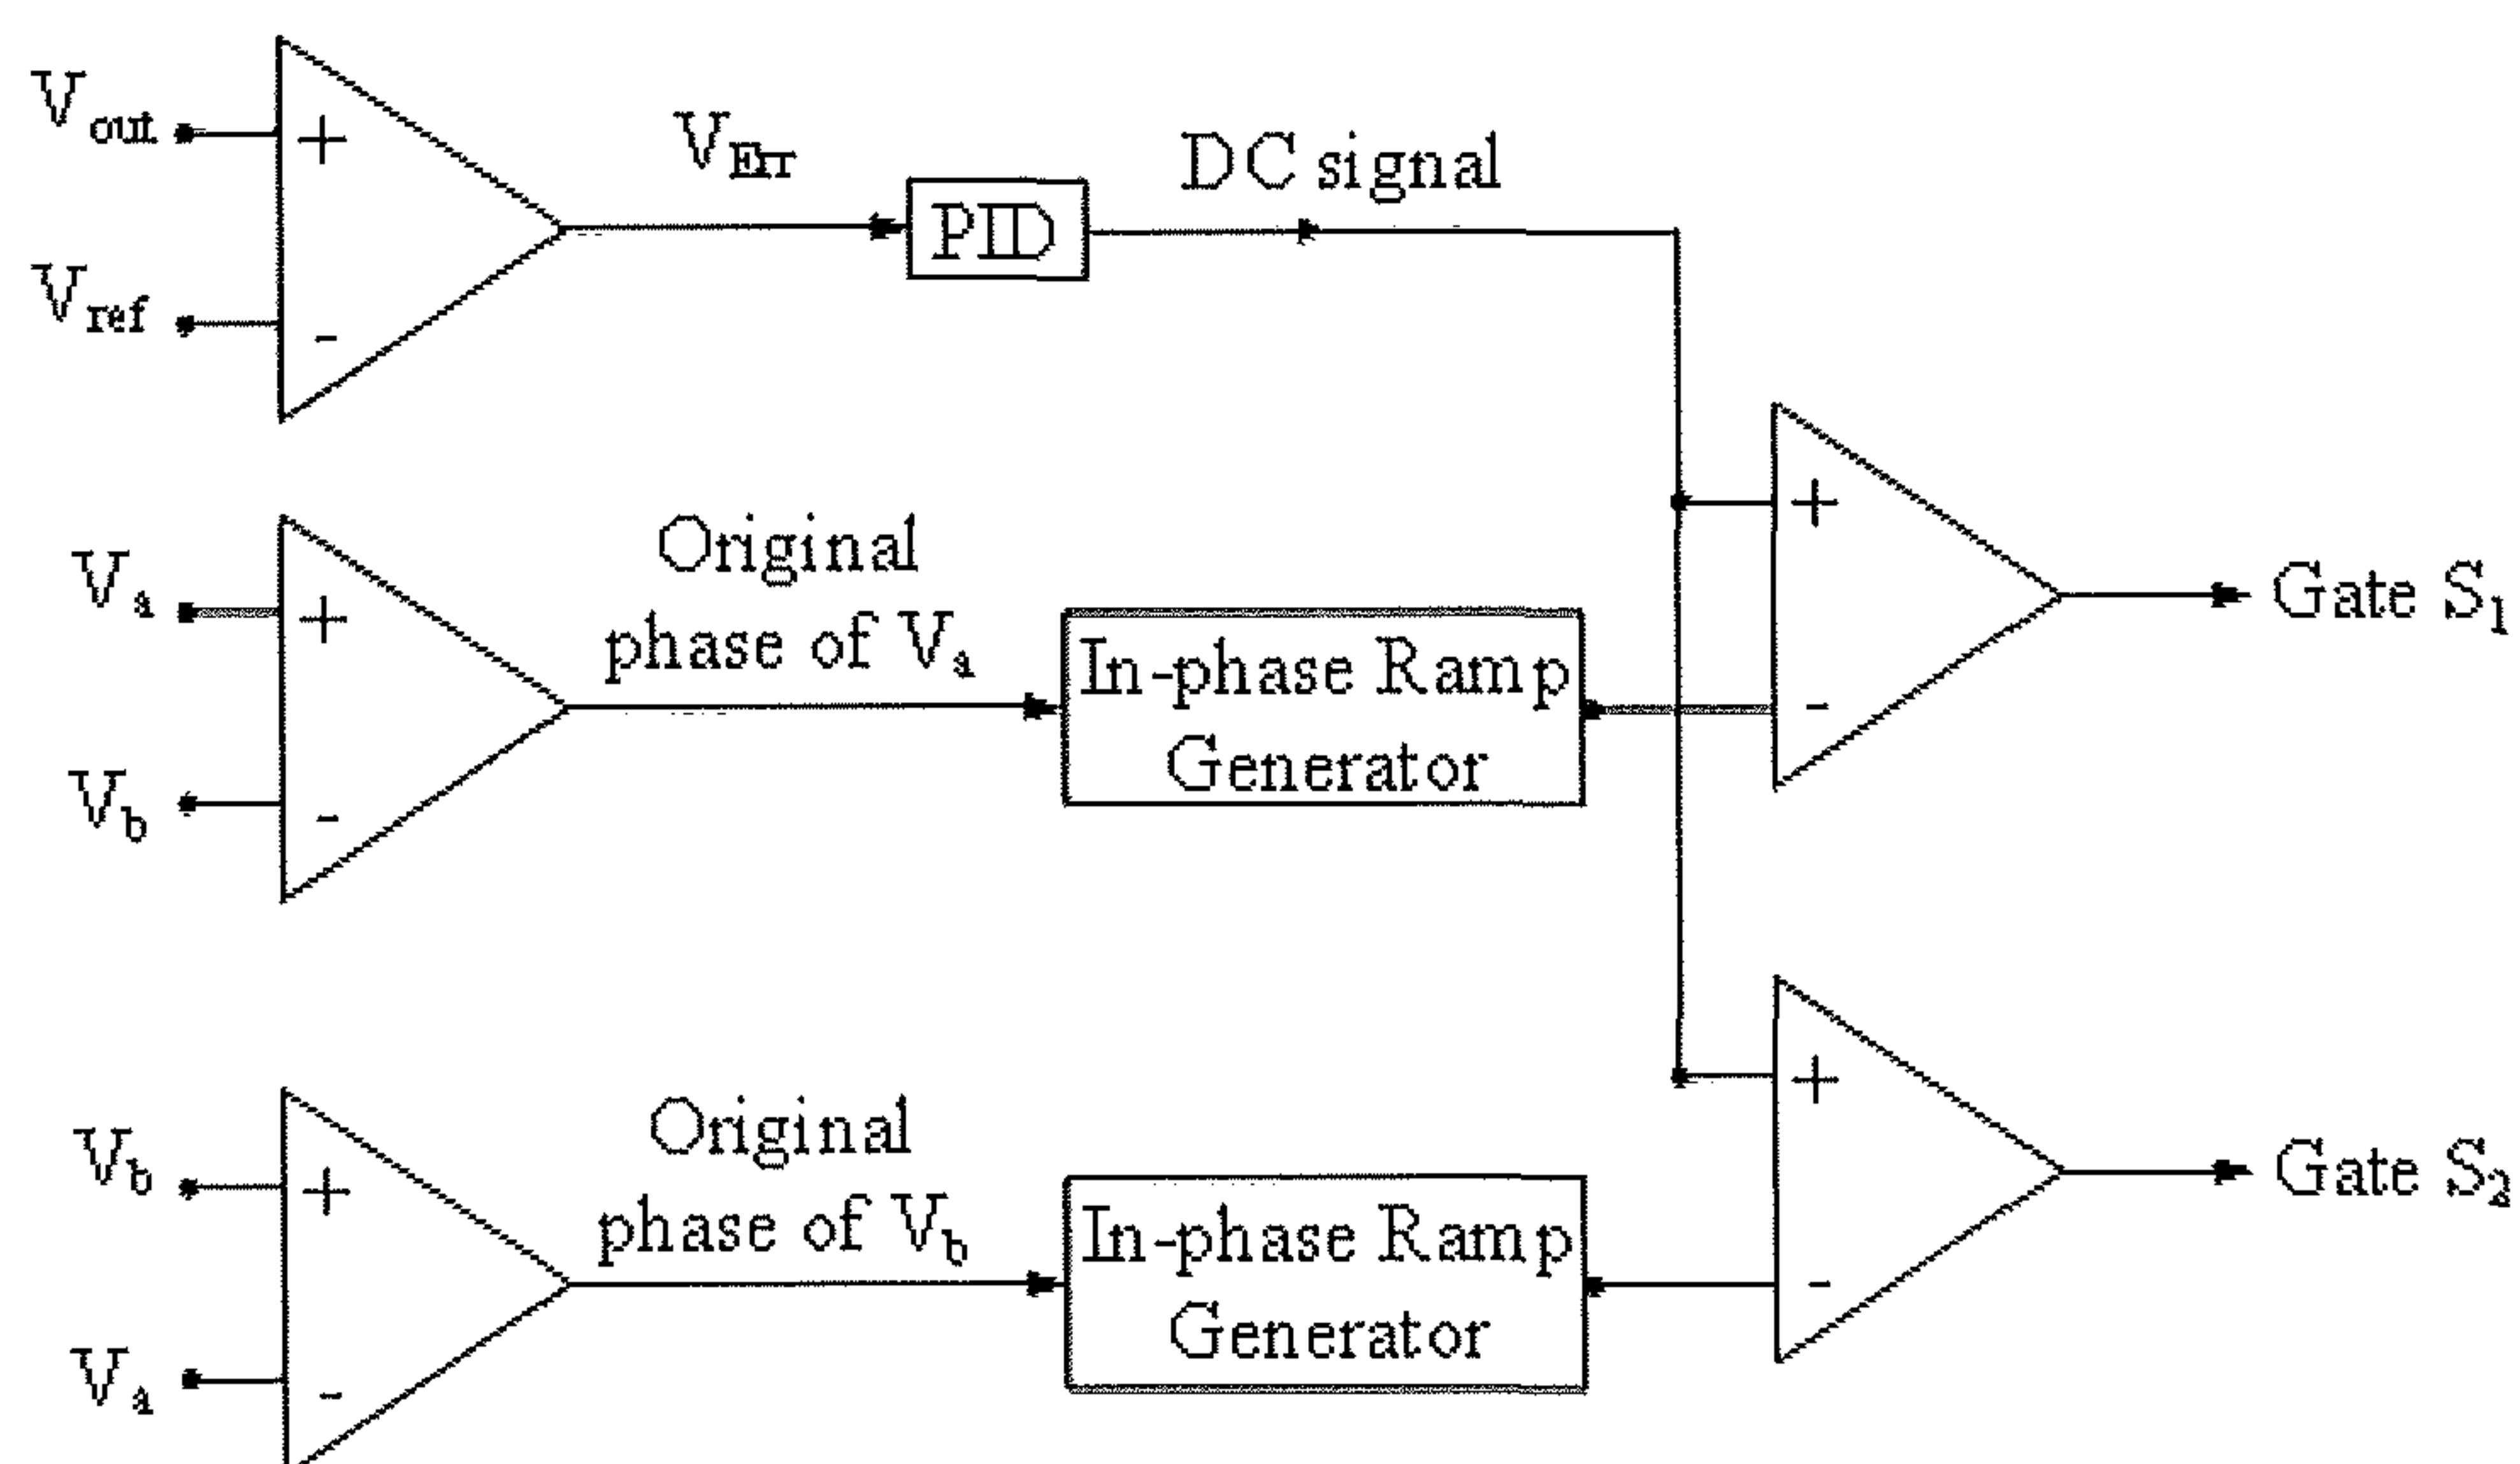 V_out
+
V_Err
PID
DC signal
V_ref
-
+
Gate S_1
-
V_a
+
Original
phase of V_a
In-phase Ramp
Generator
V_b
-
+
Gate S_2
-
V_b
+
Original
phase of V_b
In-phase Ramp
Generator
V_a
-